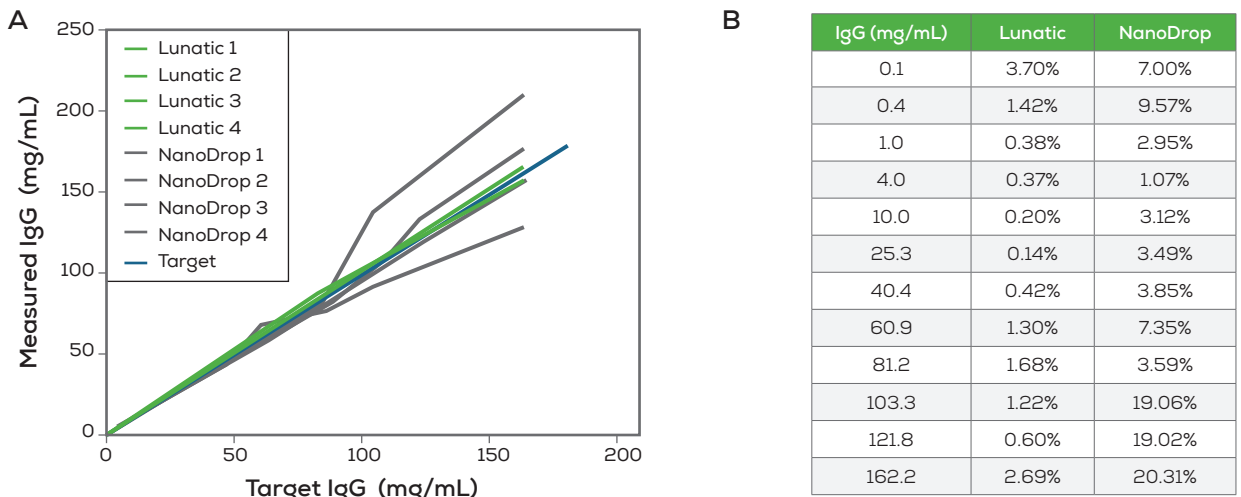 A
250
200
150
100
50
0
Measured IgG (mg/mL)
Lunatic 1
Lunatic 2
Lunatic 3
Lunatic 4
NanoDrop 1
NanoDrop 2
NanoDrop 3
NanoDrop 4
Target
0 50 100 150 200
Target IgG (mg/mL)
B
IgG (mg/mL) Lunatic NanoDrop
0.1 3.70% 7.00%
0.4 1.42% 9.57%
1.0 0.38% 2.95%
4.0 0.37% 1.07%
10.0 0.20% 3.12%
25.3 0.14% 3.49%
40.4 0.42% 3.85%
60.9 1.30% 7.35%
81.2 1.68% 3.59%
103.3 1.22% 19.06%
121.8 0.60% 19.02%
162.2 2.69% 20.31%